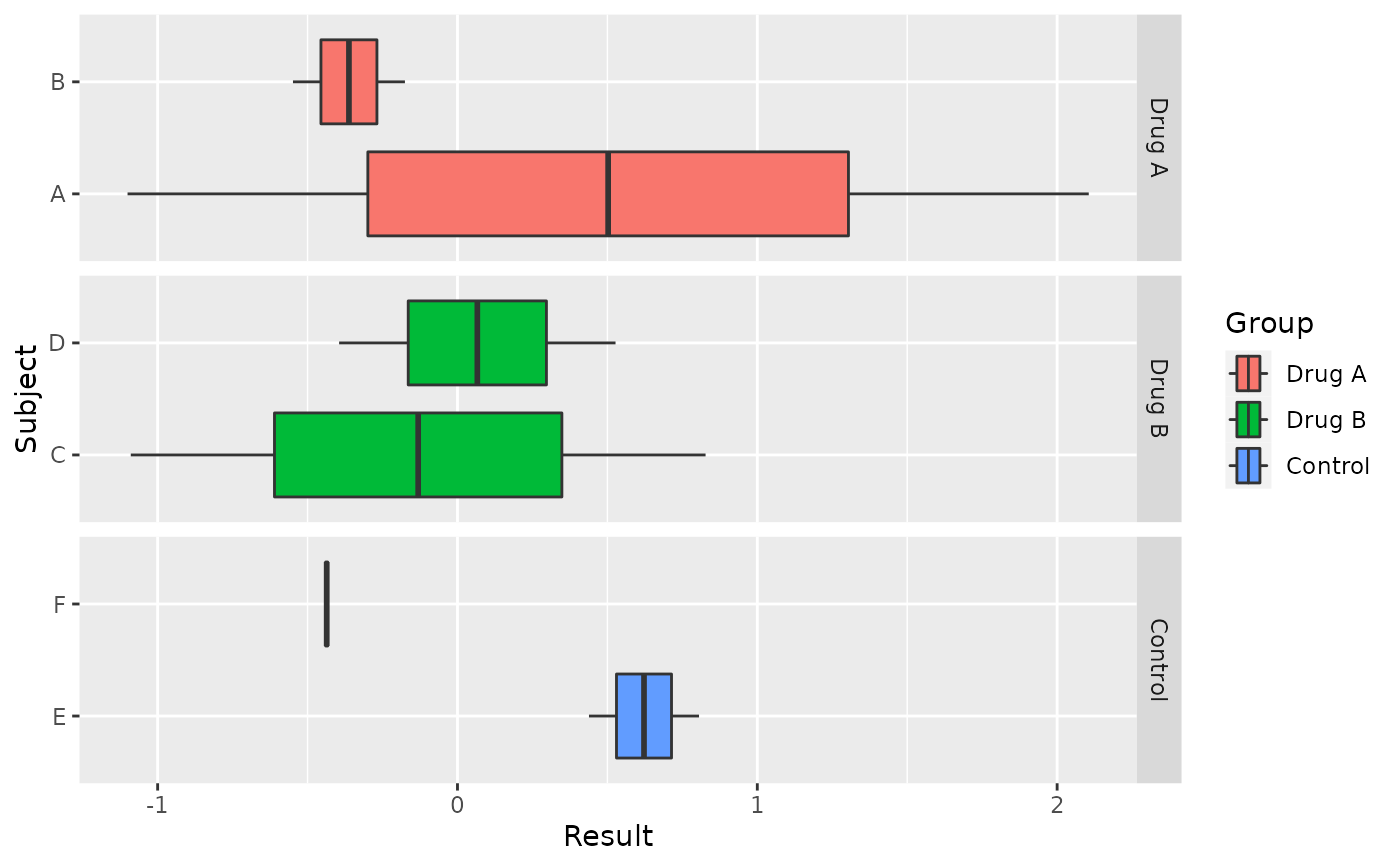 B
A
Drug A
D
C
Drug B
F
E
Control
Subject
-1
0
1
2
Result
Group
Drug A
Drug B
Control